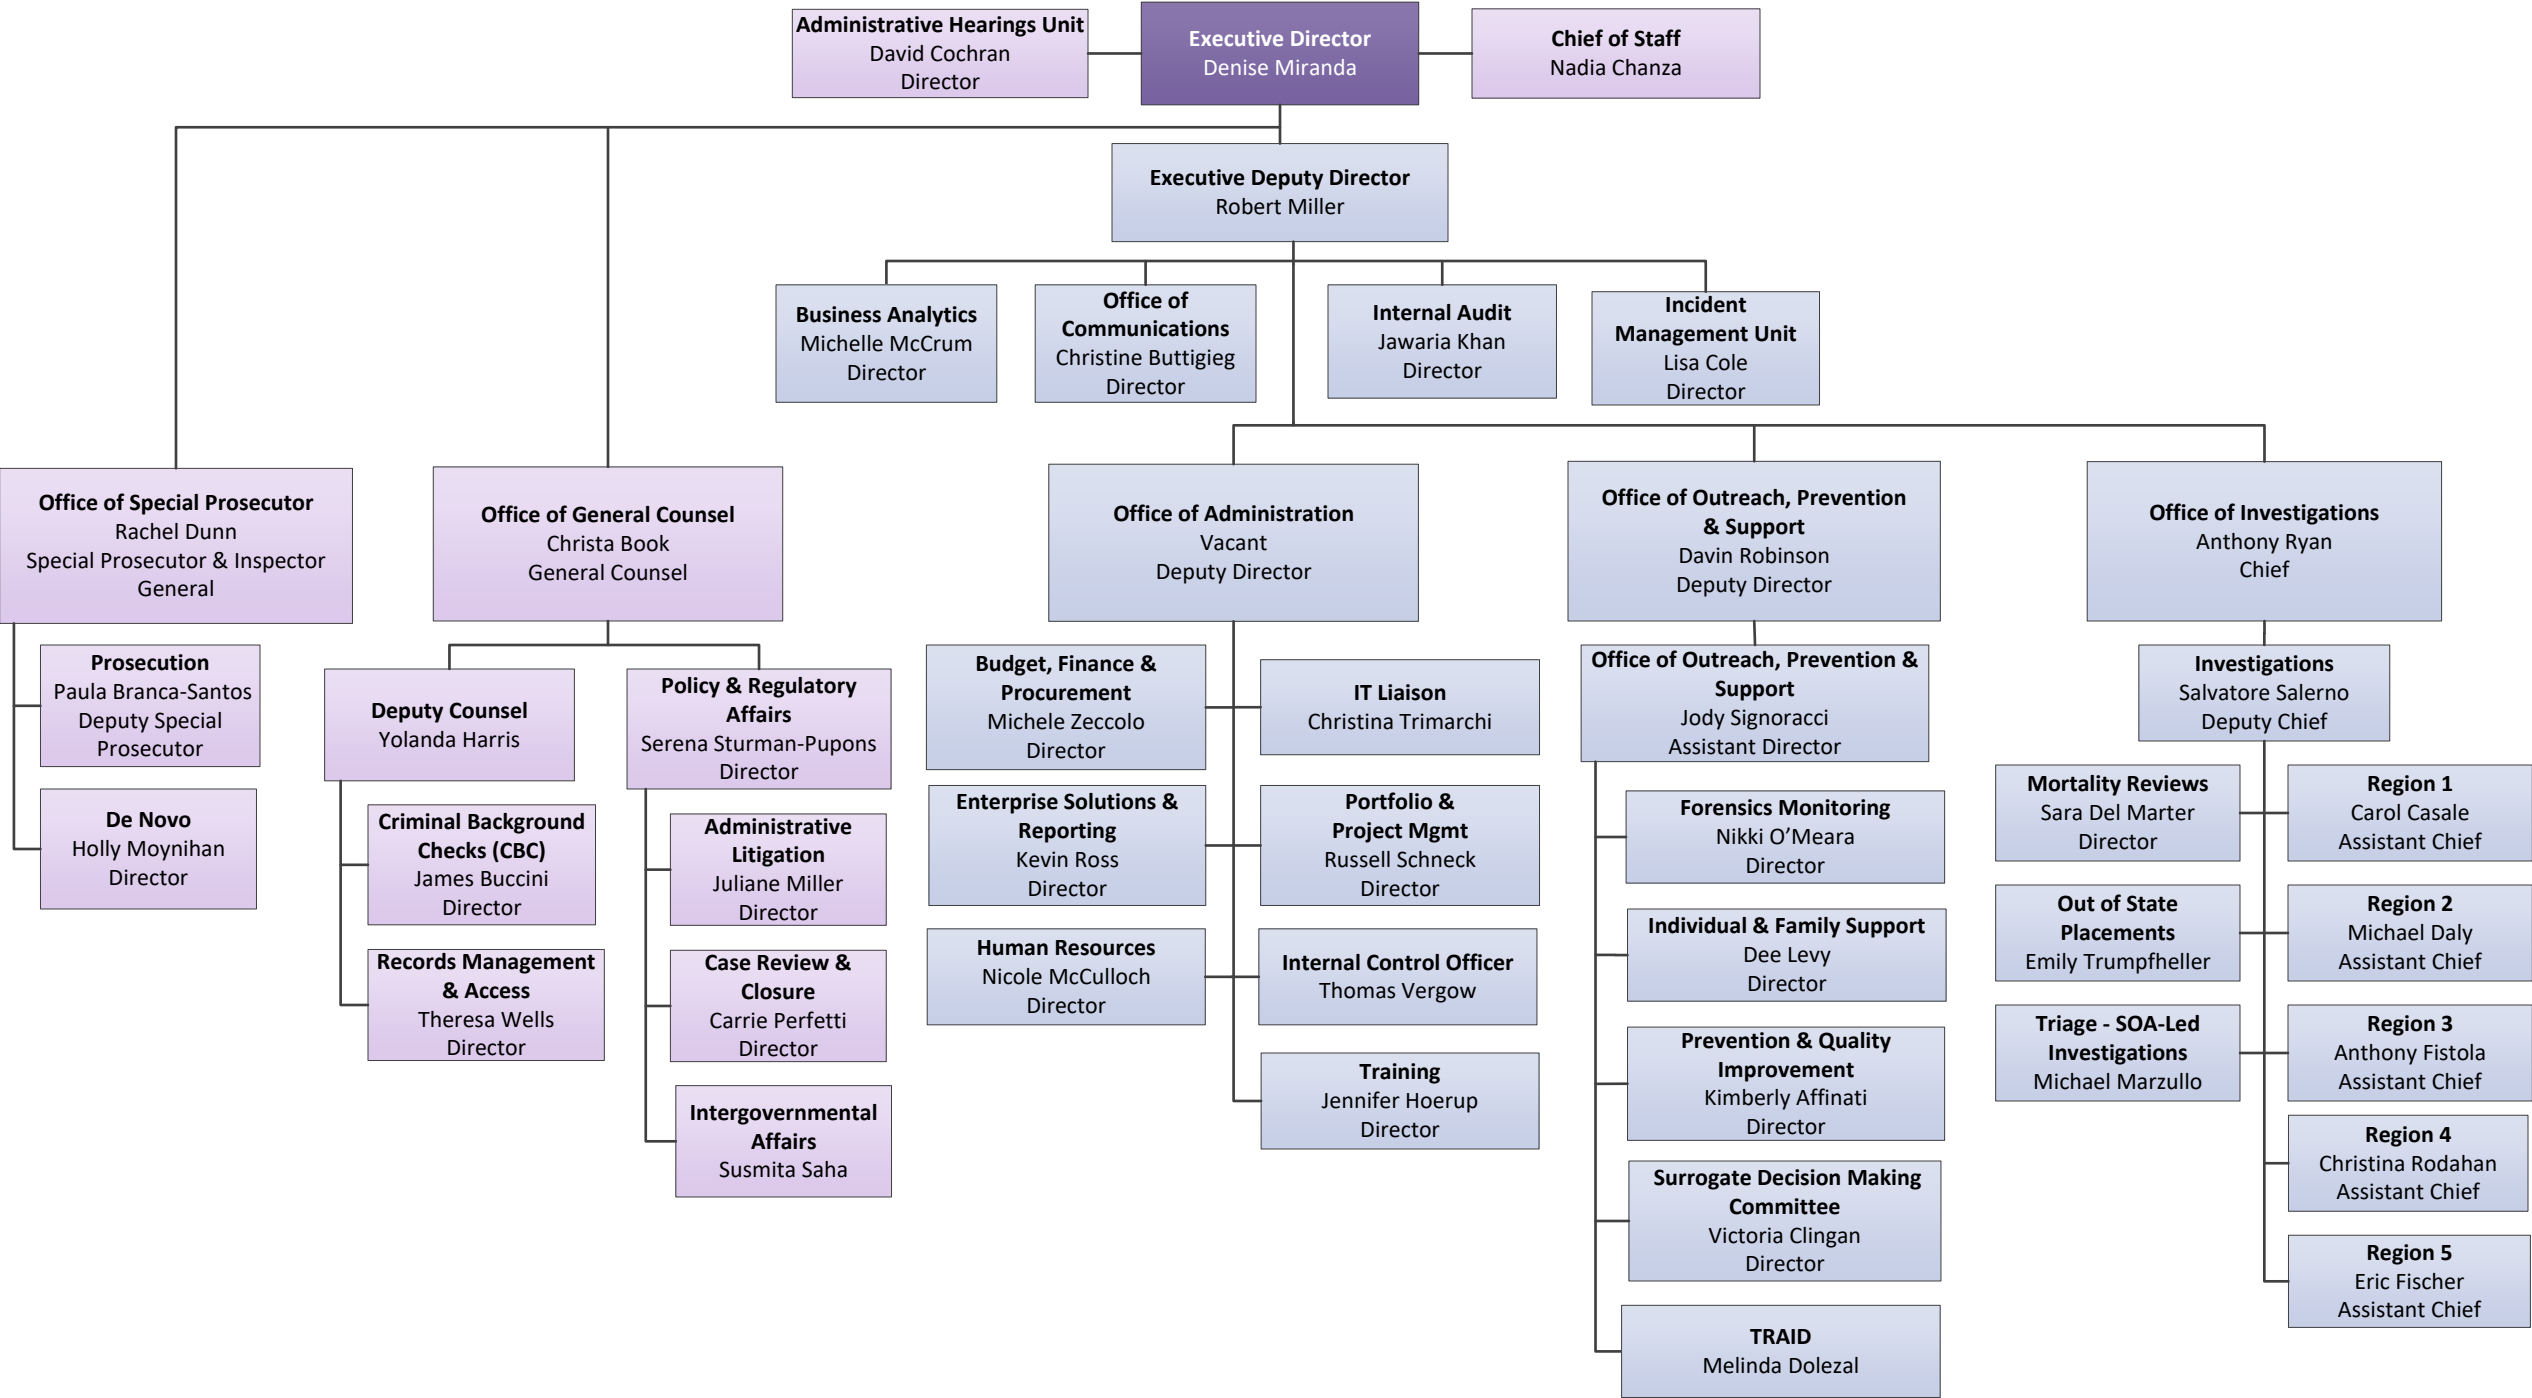 Administrative Hearings Unit
David Cochran
Director
Executive Director
Denise Miranda
Chief of Staff
Nadia Chanza
Executive Deputy Director
Robert Miller
Business Analytics
Michelle McCrum
Director
Office of
Communications
Christine Buttigieg
Director
Internal Audit
Jawaria Khan
Director
Incident
Management Unit
Lisa Cole
Director
Office of Special Prosecutor
Rachel Dunn
Special Prosecutor & Inspector
General
Office of General Counsel
Christa Book
General Counsel
Office of Administration
Vacant
Deputy Director
Office of Outreach, Prevention
& Support
Davin Robinson
Deputy Director
Office of Investigations
Anthony Ryan
Chief
Prosecution
Paula Branca-Santos
Deputy Special
Prosecutor
De Novo
Holly Moynihan
Director
Deputy Counsel
Yolanda Harris
Criminal Background
Checks (CBC)
James Buccini
Director
Records Management
& Access
Theresa Wells
Director
Policy & Regulatory
Affairs
Serena Sturman-Pupons
Director
Administrative
Litigation
Juliane Miller
Director
Case Review &
Closure
Carrie Perfetti
Director
Intergovernmental
Affairs
Susmita Saha
Budget, Finance &
Procurement
Michele Zeccolo
Director
IT Liaison
Christina Trimarchi
Enterprise Solutions &
Reporting
Kevin Ross
Director
Portfolio &
Project Mgmt
Russell Schneck
Director
Human Resources
Nicole McCulloch
Director
Internal Control Officer
Thomas Vergow
Training
Jennifer Hoerup
Director
Office of Outreach, Prevention &
Support
Jody Signoracci
Assistant Director
Forensics Monitoring
Nikki O’Meara
Director
Individual & Family Support
Dee Levy
Director
Prevention & Quality
Improvement
Kimberly Affinati
Director
Surrogate Decision Making
Committee
Victoria Clingan
Director
TRAID
Melinda Dolezal
Investigations
Salvatore Salerno
Deputy Chief
Mortality Reviews
Sara Del Marter
Director
Region 1
Carol Casale
Assistant Chief
Out of State
Placements
Emily Trumpfheller
Region 2
Michael Daly
Assistant Chief
Triage - SOA-Led
Investigations
Michael Marzullo
Region 3
Anthony Fistola
Assistant Chief
Region 4
Christina Rodahan
Assistant Chief
Region 5
Eric Fischer
Assistant Chief